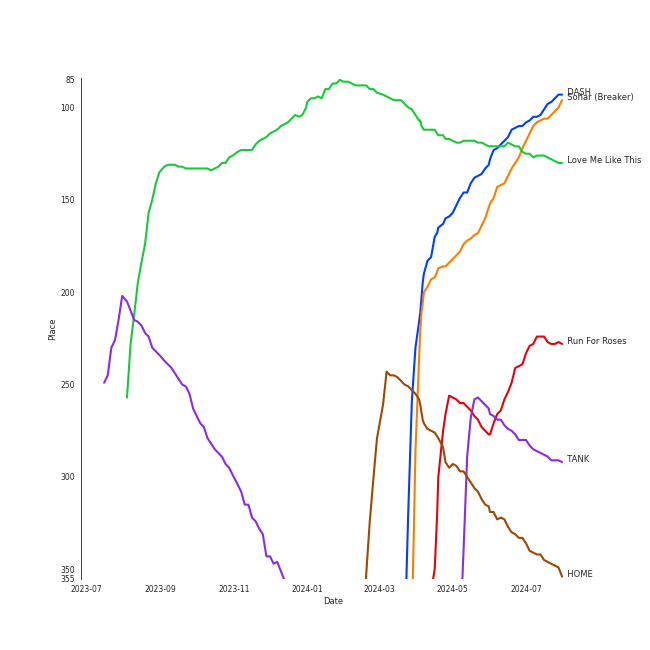 85
100
150
200
250
300
350
355
Place
2023-07
2023-09
2023-11
2024-01
2024-03
2024-05
2024-07
Date
DASH
Sonar (Breaker)
Love Me Like This
Run For Roses
TANK
HOME